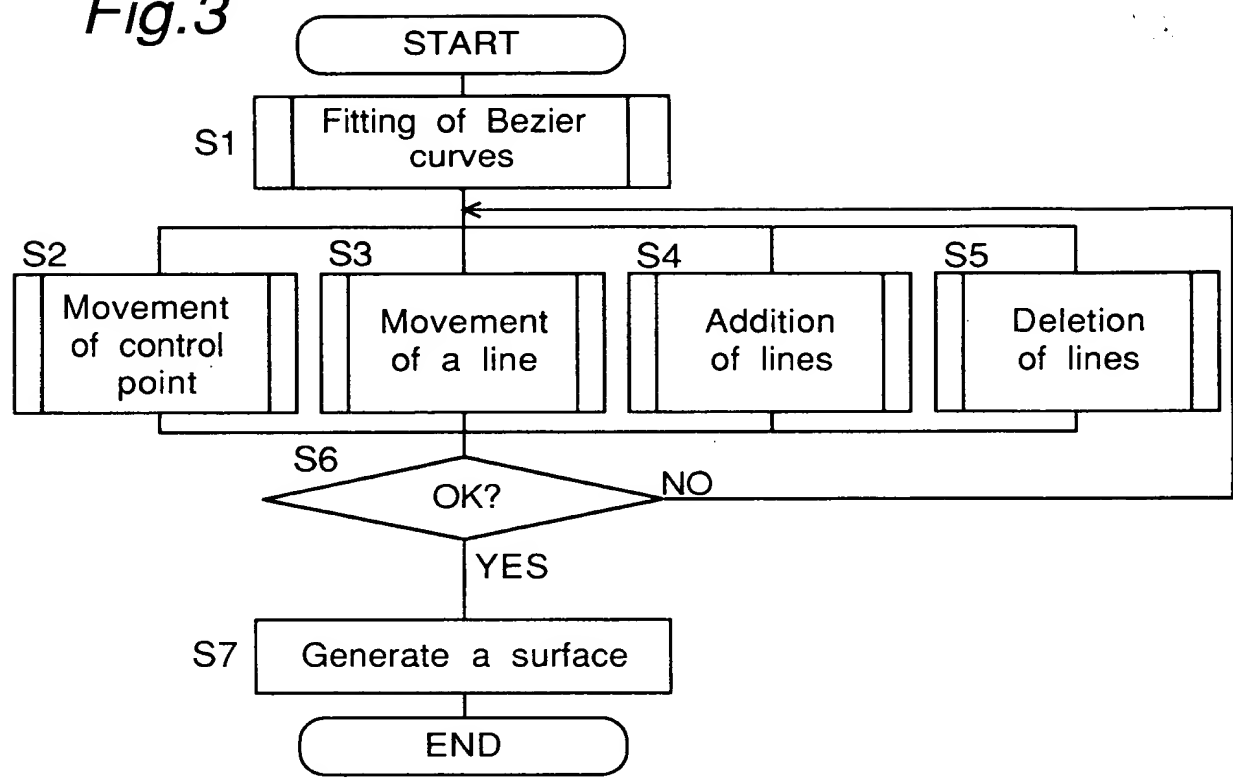 Fig.3
START
S1
Fitting of Bezier
curves
S2
Movement
of control
point
S3
Movement
of a line
S4
Addition
of lines
S5
Deletion
of lines
S6
OK?
NO
YES
S7
Generate a surface
END